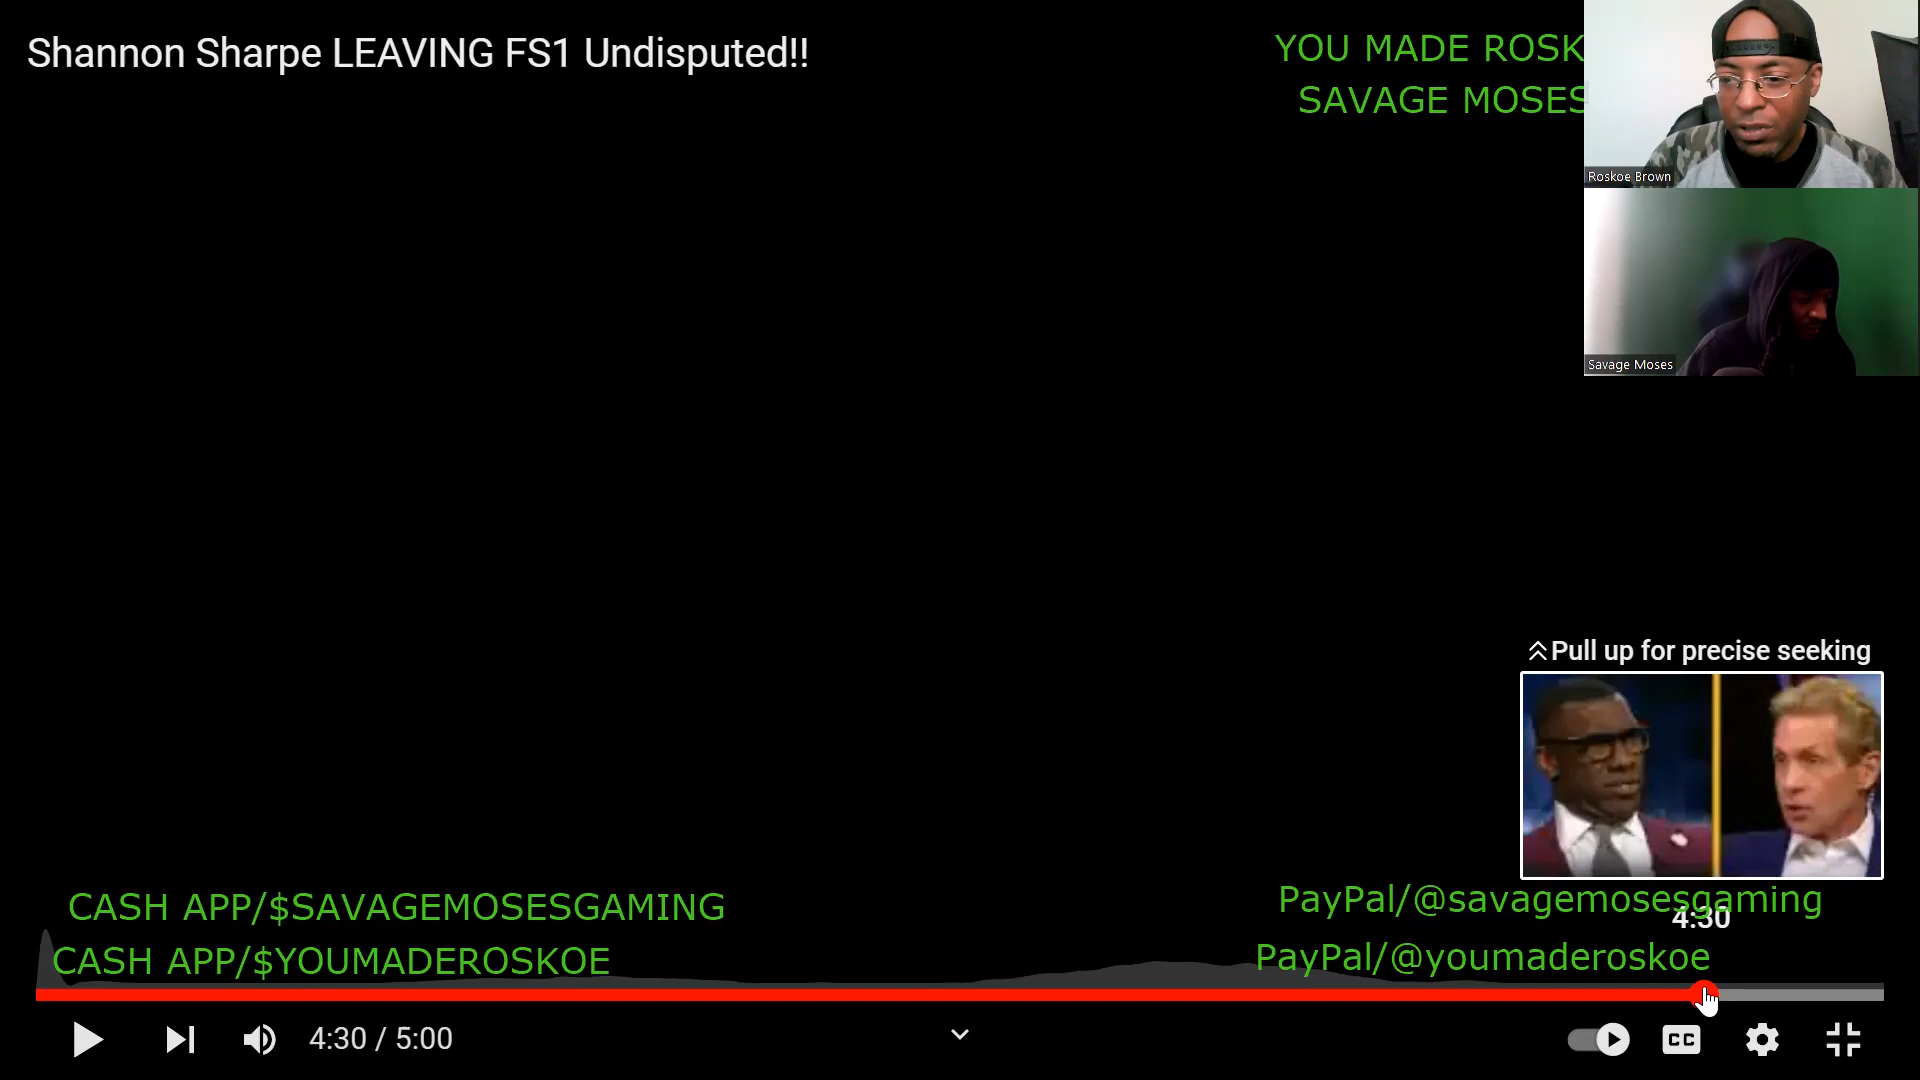 Shannon Sharpe LEAVING FS1 Undisputed!!
YOU MADE ROSK
SAVAGE MOSES
Roskoe Brown
Savage Moses
Pull up for precise seeking
CASH APP/$SAVAGEMOSESGAMING
PayPal/@savagemosesgaming
4:30
CASH APP/$YOUMADEROSKOE
PayPal/@youmaderoskoe
4:30 / 5:00
CC